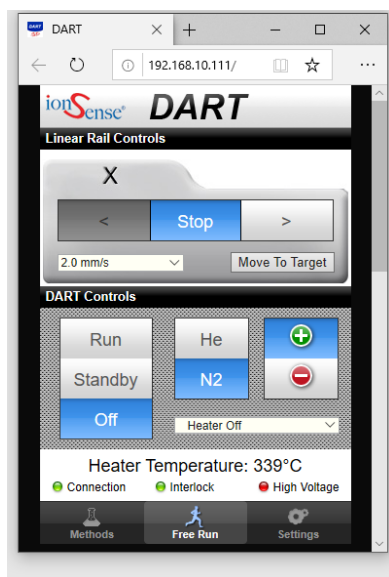 DART
192.168.10.111/
ionSense® DART
Linear Rail Controls
X
< Stop >
2.0 mm/s Move To Target
DART Controls
Run He
Standby N2
Off Heater Off
Heater Temperature: 339°C
Connection Interlock High Voltage
Methods Free Run Settings